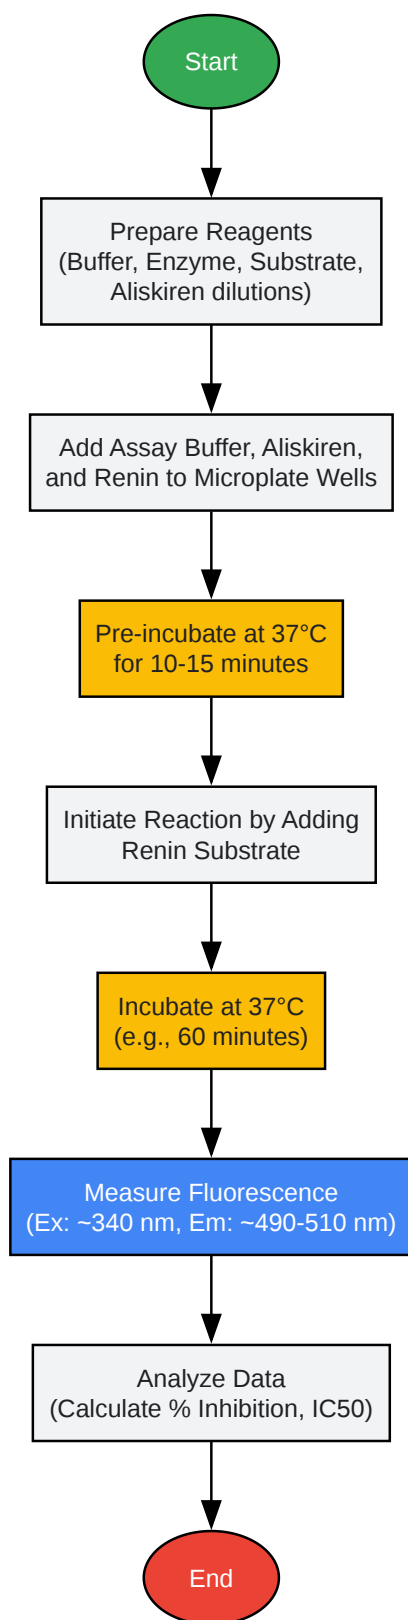 Start
Prepare Reagents
(Buffer, Enzyme, Substrate,
Aliskiren dilutions)
Add Assay Buffer, Aliskiren,
and Renin to Microplate Wells
Pre-incubate at 37°C
for 10-15 minutes
Initiate Reaction by Adding
Renin Substrate
Incubate at 37°C
(e.g., 60 minutes)
Measure Fluorescence
(Ex: ~340 nm, Em: ~490-510 nm)
Analyze Data
(Calculate % Inhibition, IC50)
End